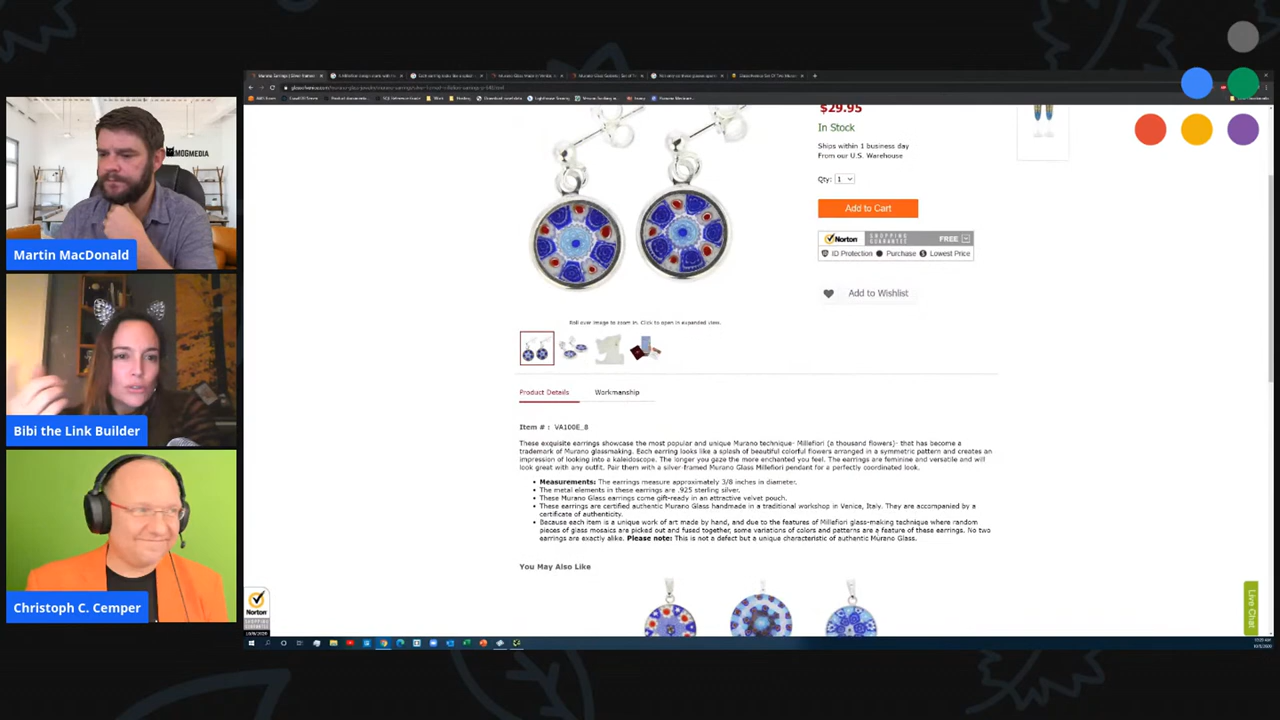 MOGMEDIA
Martin MacDonald
Bibi the Link Builder
Christoph C. Cemper
$29.95
In Stock
Ships within 1 business day
From our U.S. Warehouse
Qty: 1
Add to Cart
Norton SHOPPING GUARANTEE FREE
ID Protection Purchase $ Lowest Price
Add to Wishlist
Roll over image to zoom in. Click to open in expanded view.
Product Details Workmanship
Item # : VA100E_8
These exquisite earrings showcase the most popular and unique Murano technique- Millefiori (a thousand flowers)- that has become a
trademark of Murano glassmaking. Each earring looks like a splash of beautiful colorful flowers arranged in a symmetric pattern and creates an
impression of looking into a kaleidoscope. The longer you gaze the more enchanted you feel. The earrings are feminine and versatile and will
look great with any outfit. Pair them with a silver-framed Murano Glass Millefiori pendant for a perfectly coordinated look.
• Measurements: The earrings measure approximately 3/8 inches in diameter.
• The metal elements in these earrings are .925 sterling silver.
• These Murano Glass earrings come gift-ready in an attractive velvet pouch.
• These earrings are certified authentic Murano Glass handmade in a traditional workshop in Venice, Italy. They are accompanied by a
certificate of authenticity.
• Because each item is a unique work of art made by hand, and due to the features of Millefiori glass-making technique where random
pieces of glass mosaics are picked out and fused together, some variations of colors and patterns are a feature of these earrings. No two
earrings are exactly alike. Please note: This is not a defect but a unique characteristic of authentic Murano Glass.
You May Also Like
Norton
SHOPPING
GUARANTEE
Live Chat